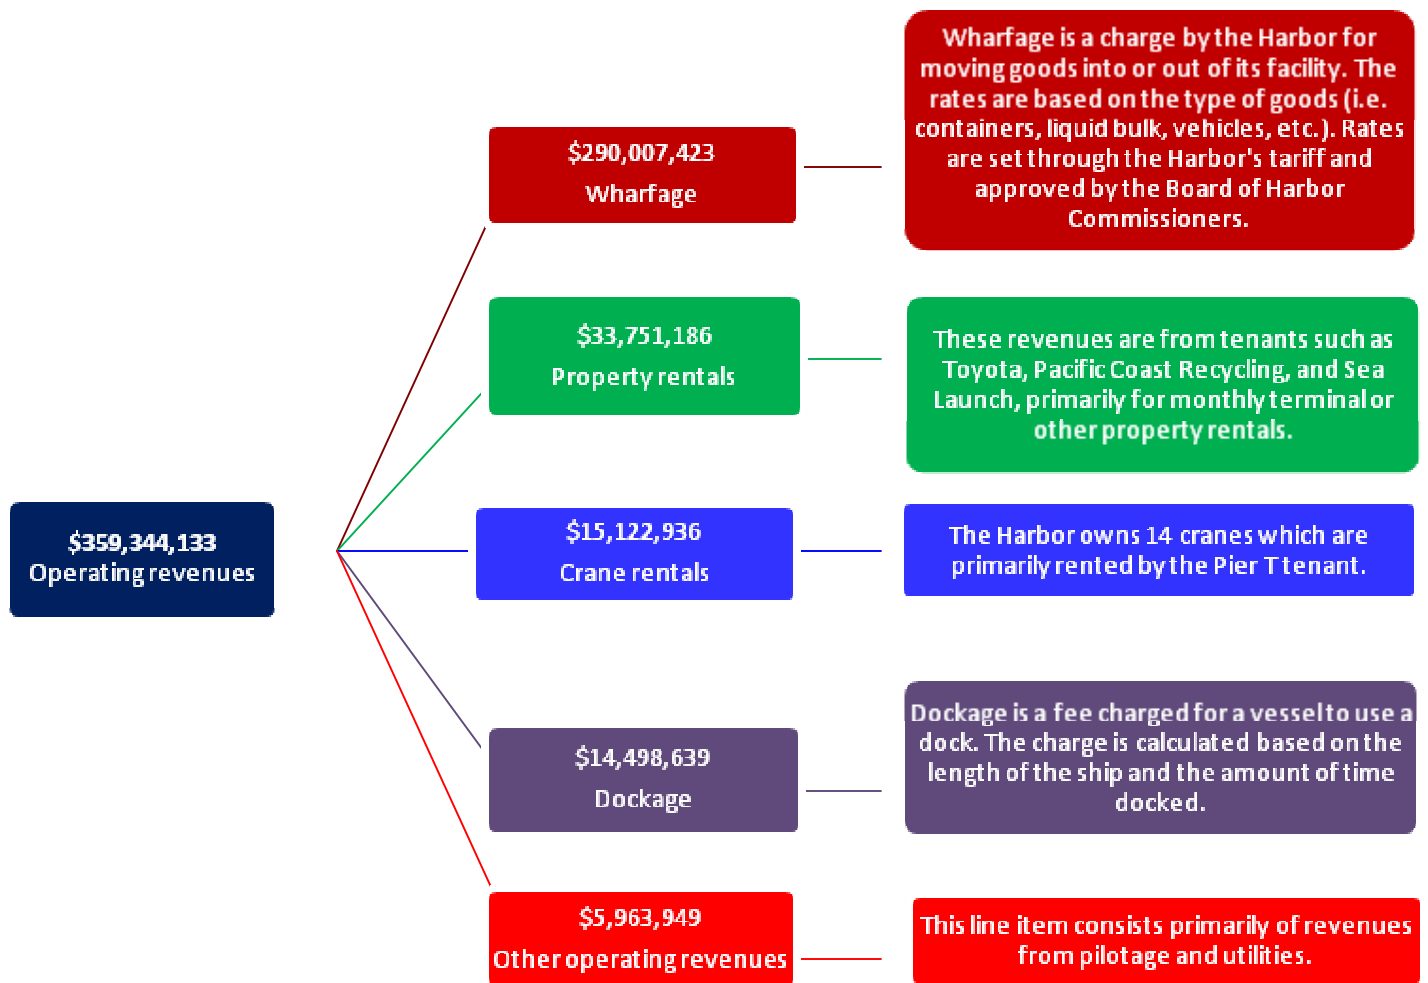 $359,344,133
Operating revenues
$290,007,423
Wharfage
Wharfage is a charge by the Harbor for
moving goods into or out of its facility. The
rates are based on the type of goods (i.e.
containers, liquid bulk, vehicles, etc.). Rates
are set through the Harbor's tariff and
approved by the Board of Harbor
Commissioners.
$33,751,186
Property rentals
These revenues are from tenants such as
Toyota, Pacific Coast Recycling, and Sea
Launch, primarily for monthly terminal or
other property rentals.
$15,122,936
Crane rentals
The Harbor owns 14 cranes which are
primarily rented by the Pier T tenant.
$14,498,639
Dockage
Dockage is a fee charged for a vessel to use a
dock. The charge is calculated based on the
length of the ship and the amount of time
docked.
$5,963,949
Other operating revenues
This line item consists primarily of revenues
from pilotage and utilities.